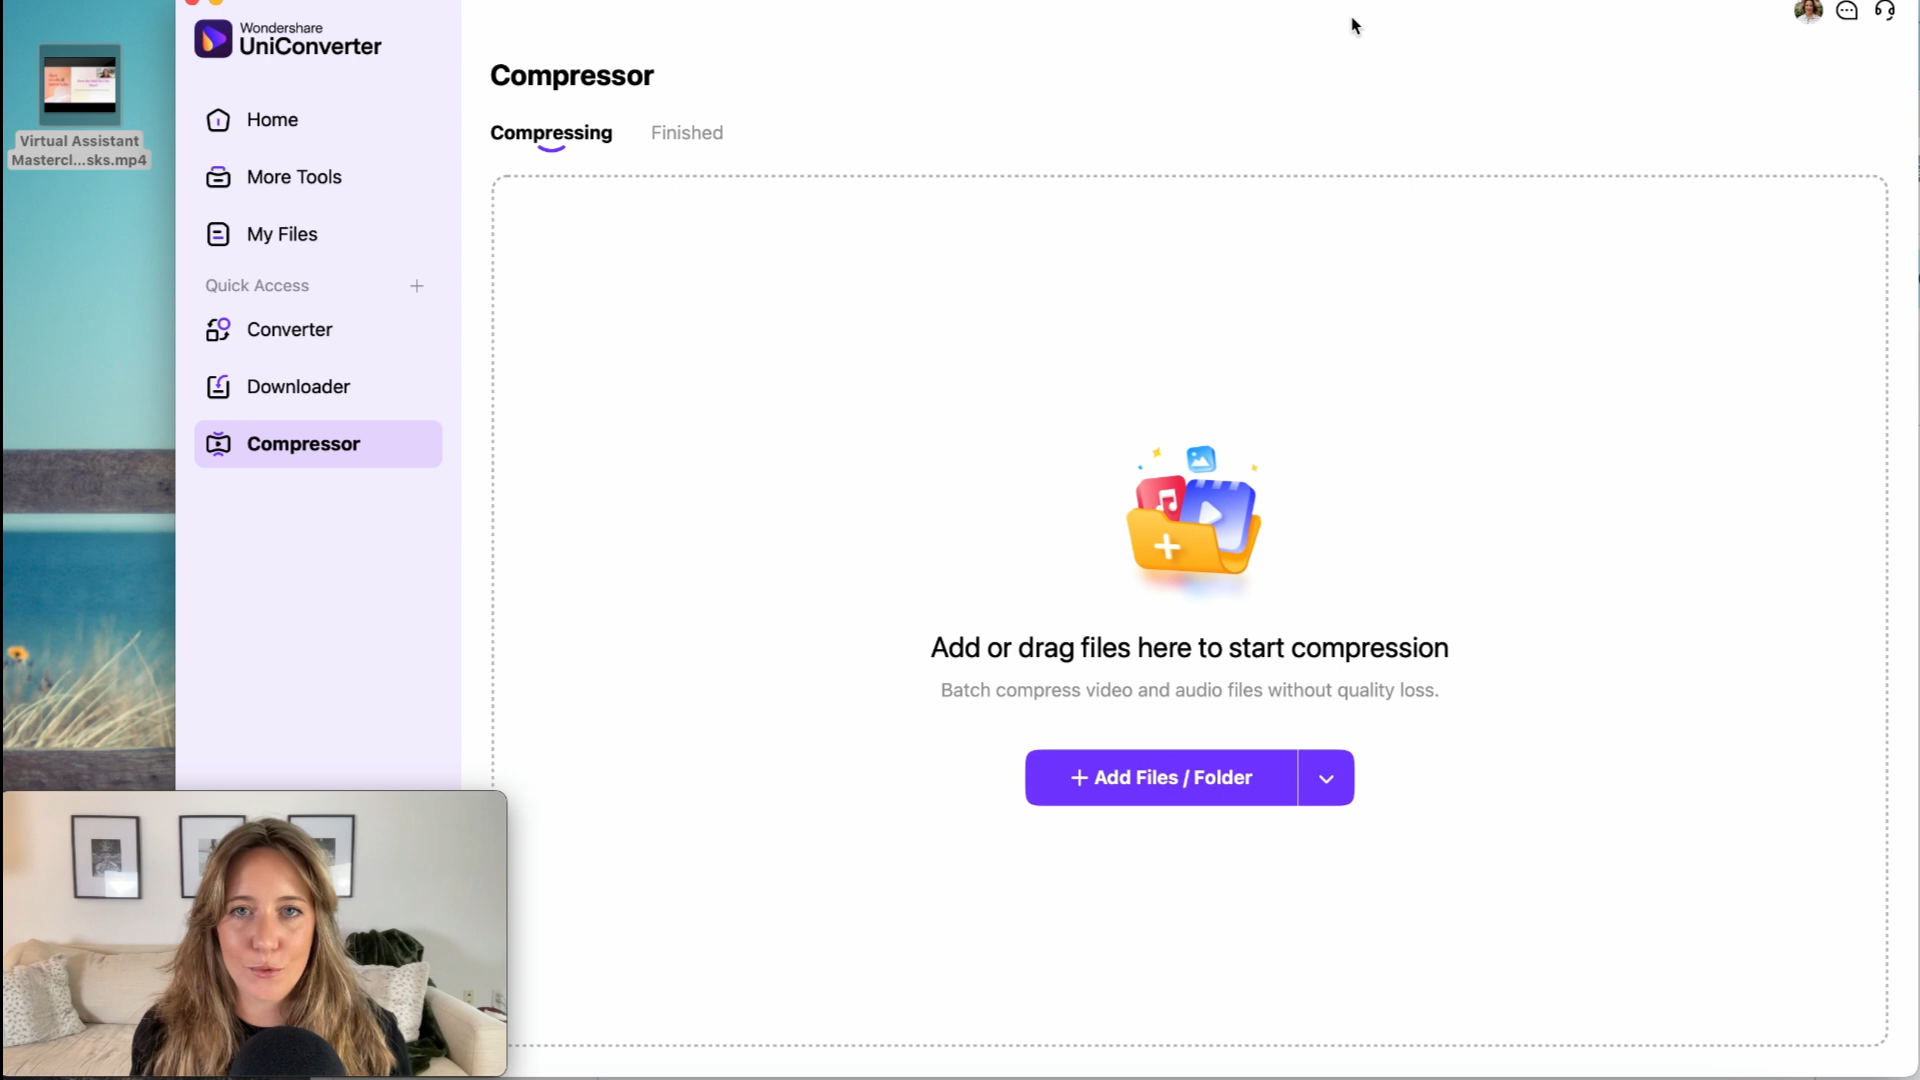 Virtual Assistant
Mastercl...sks.mp4
Wondershare
UniConverter
Home
More Tools
My Files
Quick Access
Converter
Downloader
Compressor
Compressor
Compressing
Finished
Add or drag files here to start compression
Batch compress video and audio files without quality loss.
+ Add Files / Folder